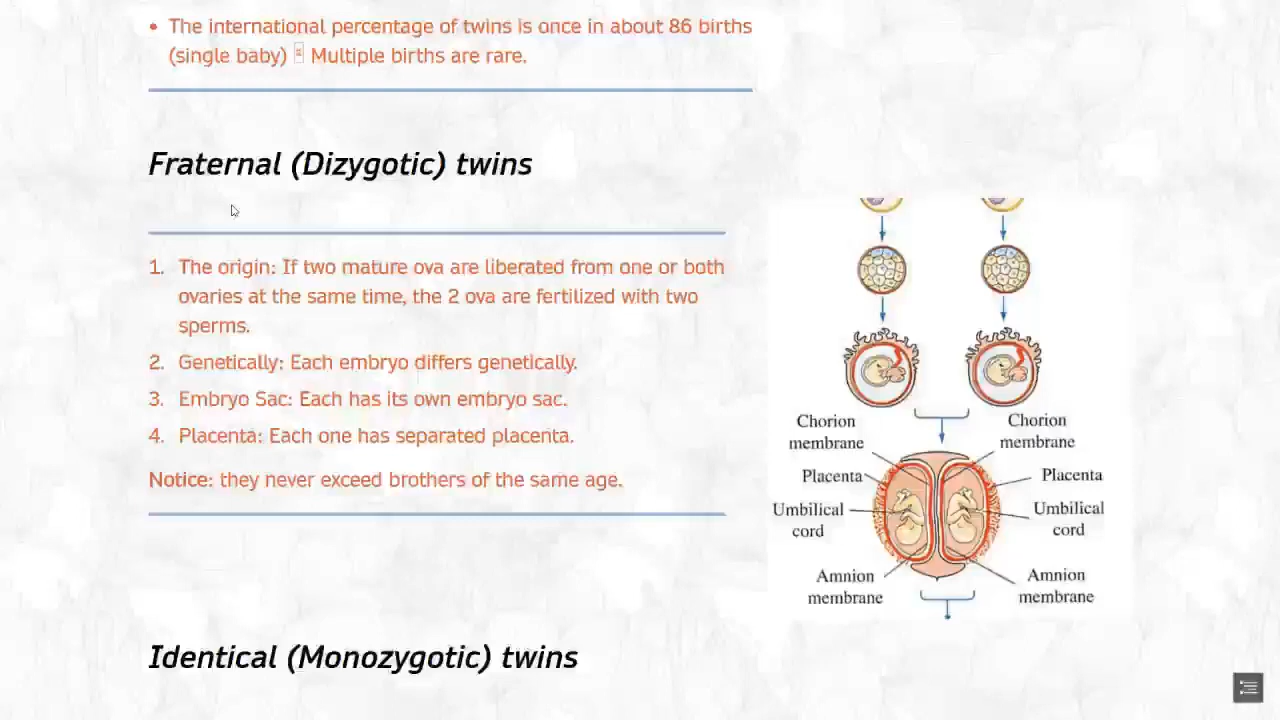 • The international percentage of twins is once in about 86 births
(single baby) Multiple births are rare.
Fraternal (Dizygotic) twins
1. The origin: If two mature ova are liberated from one or both
ovaries at the same time, the 2 ova are fertilized with two
sperms.
2. Genetically: Each embryo differs genetically.
3. Embryo Sac: Each has its own embryo sac.
4. Placenta: Each one has separated placenta.
Notice: they never exceed brothers of the same age.
Chorion
membrane
Chorion
membrane
Placenta
Placenta
Umbilical
cord
Umbilical
cord
Amnion
membrane
Amnion
membrane
Identical (Monozygotic) twins